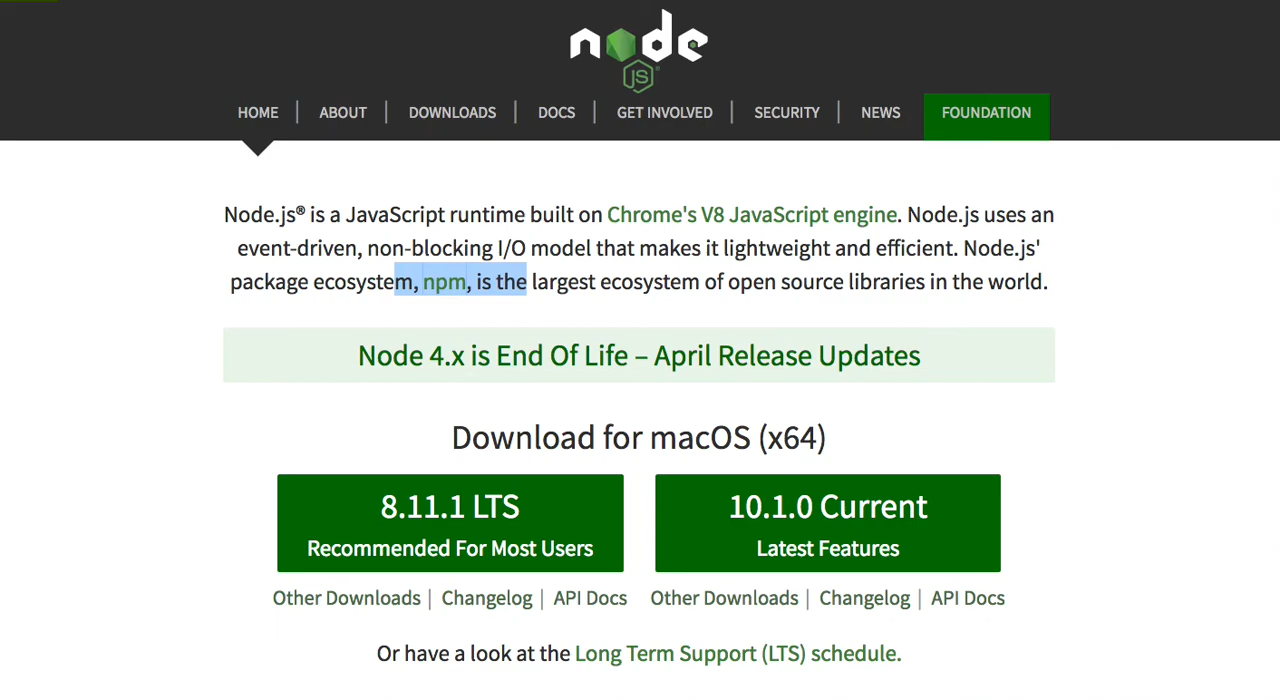 node
JS
HOME | ABOUT | DOWNLOADS | DOCS | GET INVOLVED | SECURITY | NEWS FOUNDATION
Node.js® is a JavaScript runtime built on Chrome's V8 JavaScript engine. Node.js uses an
event-driven, non-blocking I/O model that makes it lightweight and efficient. Node.js'
package ecosystem, npm, is the largest ecosystem of open source libraries in the world.
Node 4.x is End Of Life – April Release Updates
Download for macOS (x64)
8.11.1 LTS
Recommended For Most Users
10.1.0 Current
Latest Features
Other Downloads | Changelog | API Docs
Other Downloads | Changelog | API Docs
Or have a look at the Long Term Support (LTS) schedule.